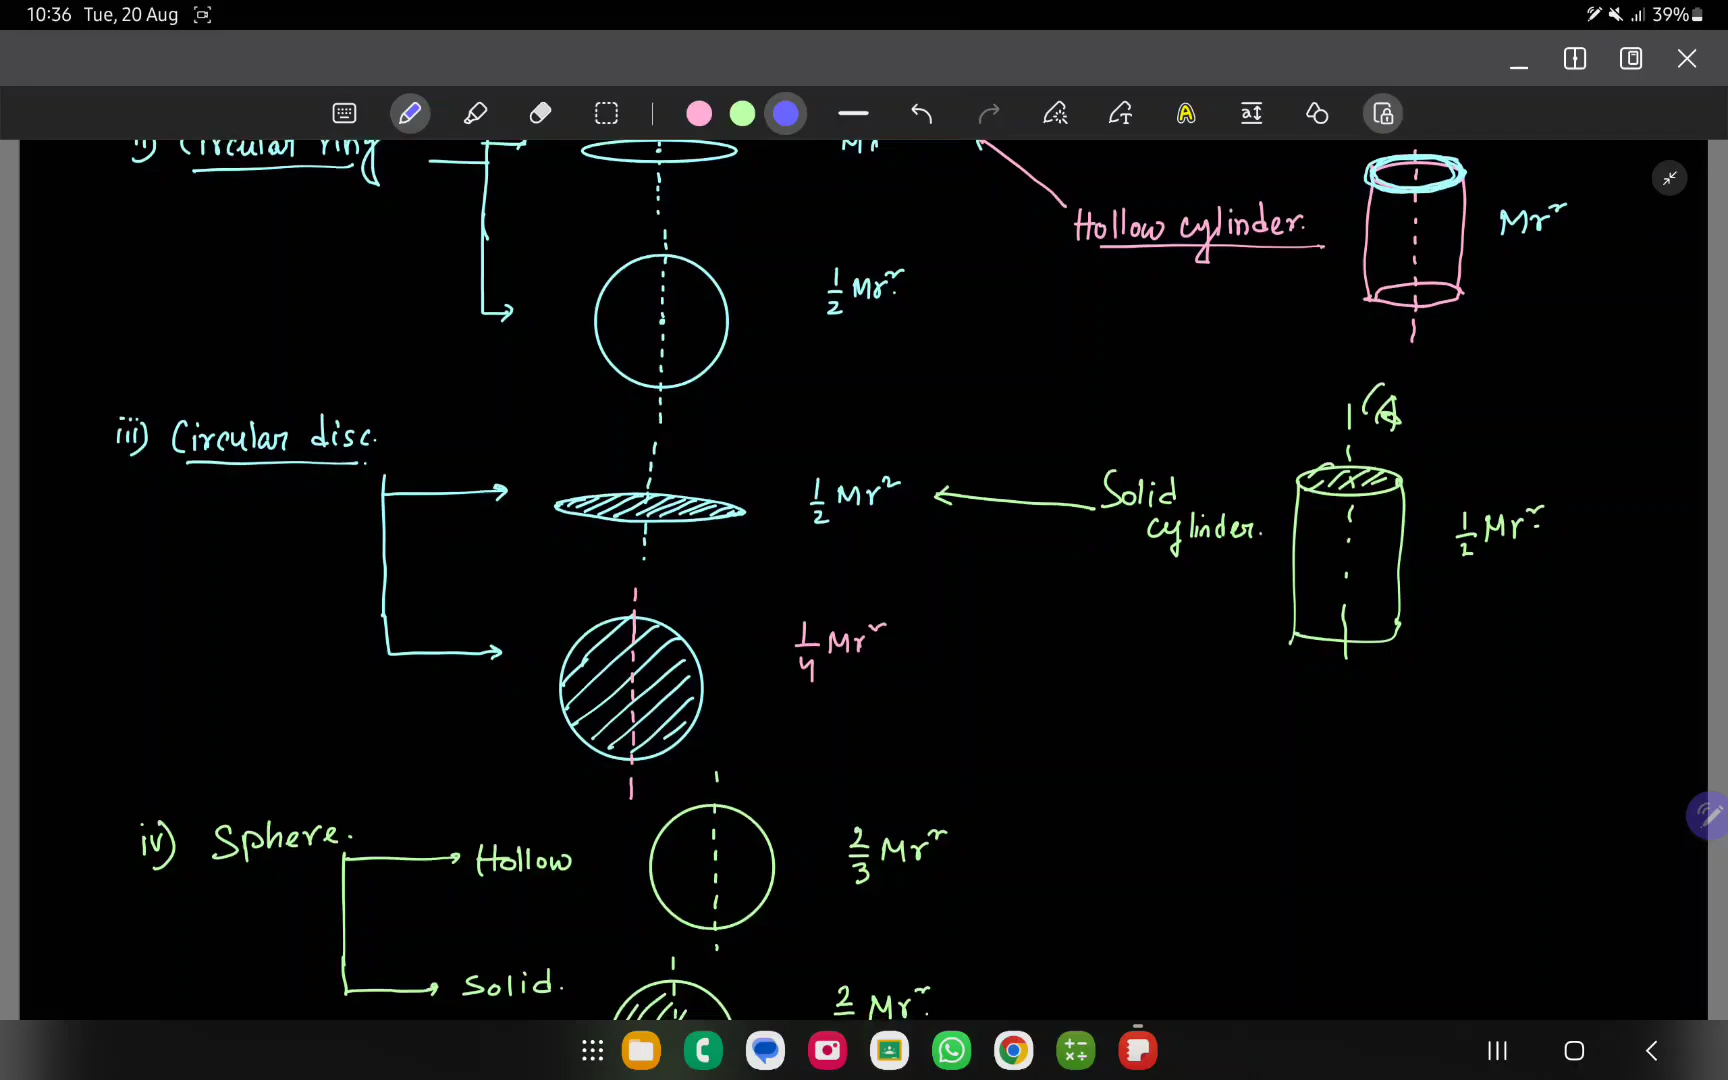 10:36 Tue, 20 Aug
39%
ii) Circular ring
Mr
Hollow cylinder.
Mr²
1/2 Mr².
iii) Circular disc.
1/2 Mr²
Solid
cylinder.
1/2 Mr²
1/4 Mr²
iv) Sphere.
Hollow
2/3 Mr²
Solid.
2 Mr²